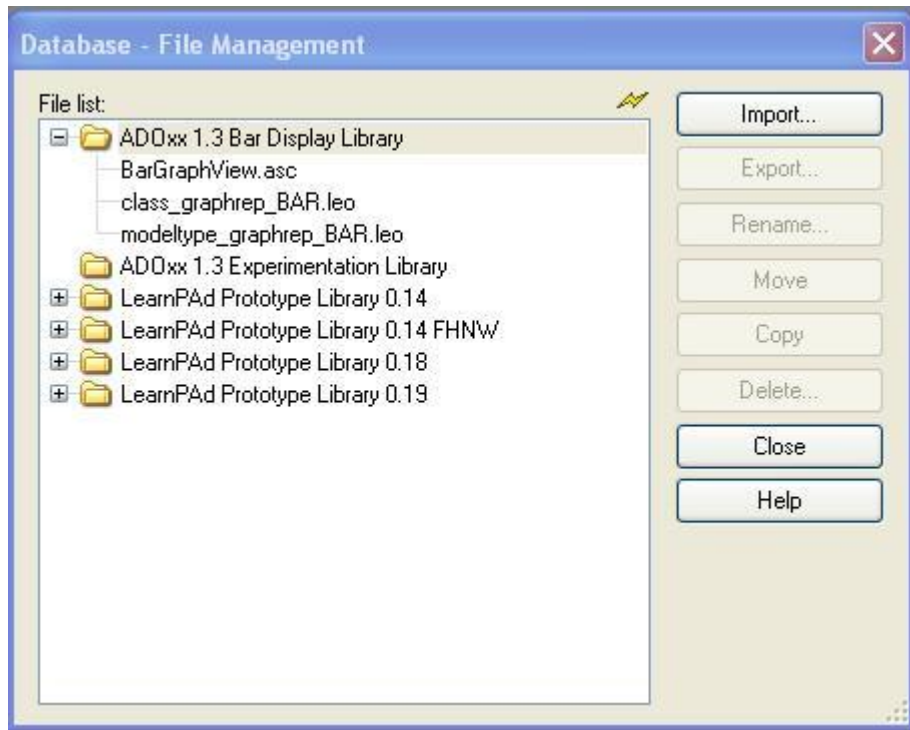 Database - File Management
File list:
ADOxx 1.3 Bar Display Library
BarGraphView.asc
class_graphrep_BAR.leo
modeltype_graphrep_BAR.leo
ADOxx 1.3 Experimentation Library
LearnPAd Prototype Library 0.14
LearnPAd Prototype Library 0.14 FHNW
LearnPAd Prototype Library 0.18
LearnPAd Prototype Library 0.19
Import...
Export...
Rename...
Move
Copy
Delete...
Close
Help